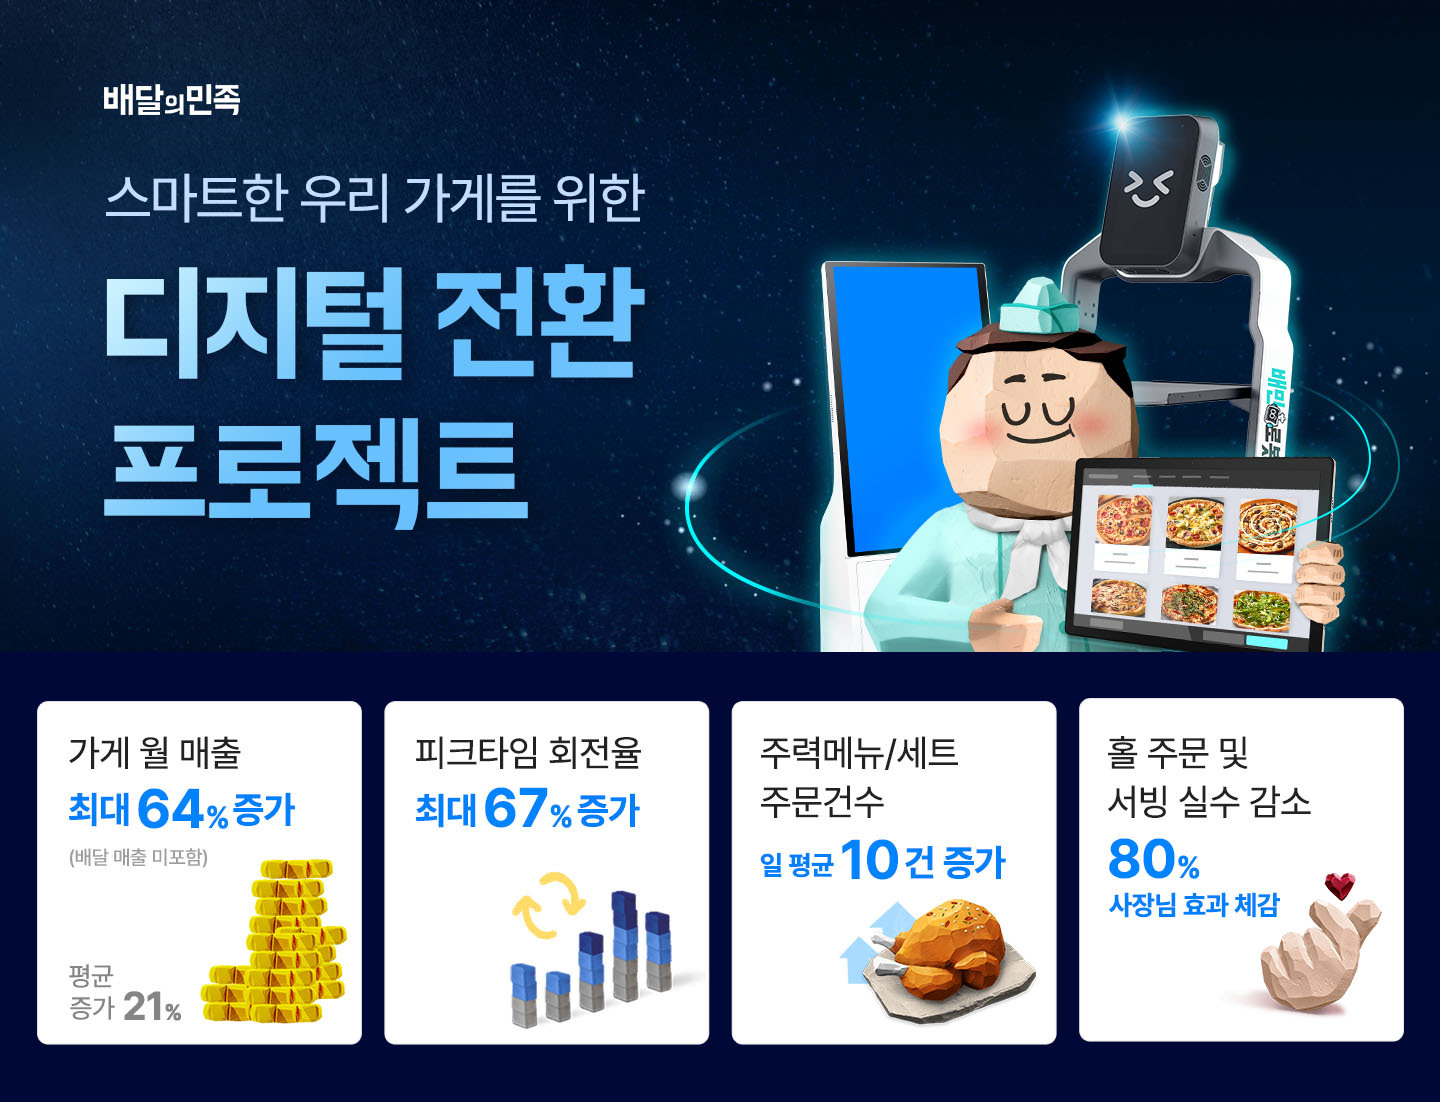 배달의민족
스마트한 우리 가게를 위한
디지털 전환
프로젝트
배민
로봇
가게 월 매출
최대 64% 증가
(배달 매출 미포함)
평균
증가 21%
피크타임 회전율
최대 67% 증가
주력메뉴/세트
주문건수
일 평균 10건 증가
홀 주문 및
서빙 실수 감소
80%
사장님 효과 체감